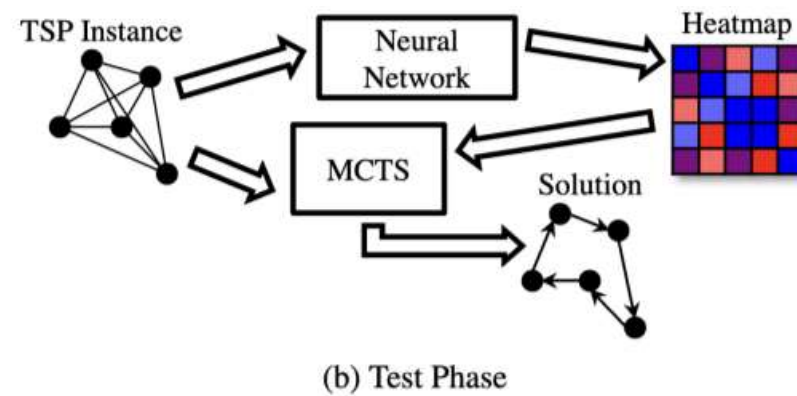 TSP Instance
Neural
Network
Heatmap
MCTS
Solution
(b) Test Phase